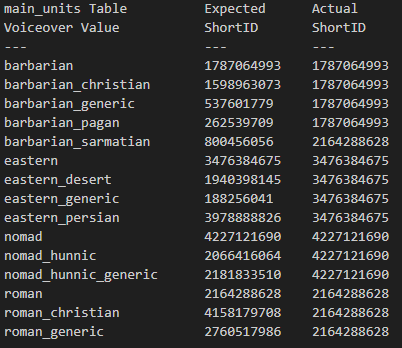 main_units Table Expected Actual
Voiceover Value ShortID ShortID
--- --- ---
barbarian 1787064993 1787064993
barbarian_christian 1598963073 1787064993
barbarian_generic 537601779 1787064993
barbarian_pagan 262539709 1787064993
barbarian_sarmatian 800456056 2164288628
eastern 3476384675 3476384675
eastern_desert 1940398145 3476384675
eastern_generic 188256041 3476384675
eastern_persian 3978888826 3476384675
nomad 4227121690 4227121690
nomad_hunnic 2066416064 4227121690
nomad_hunnic_generic 2181833510 4227121690
roman 2164288628 2164288628
roman_christian 4158179708 2164288628
roman_generic 2760517986 2164288628